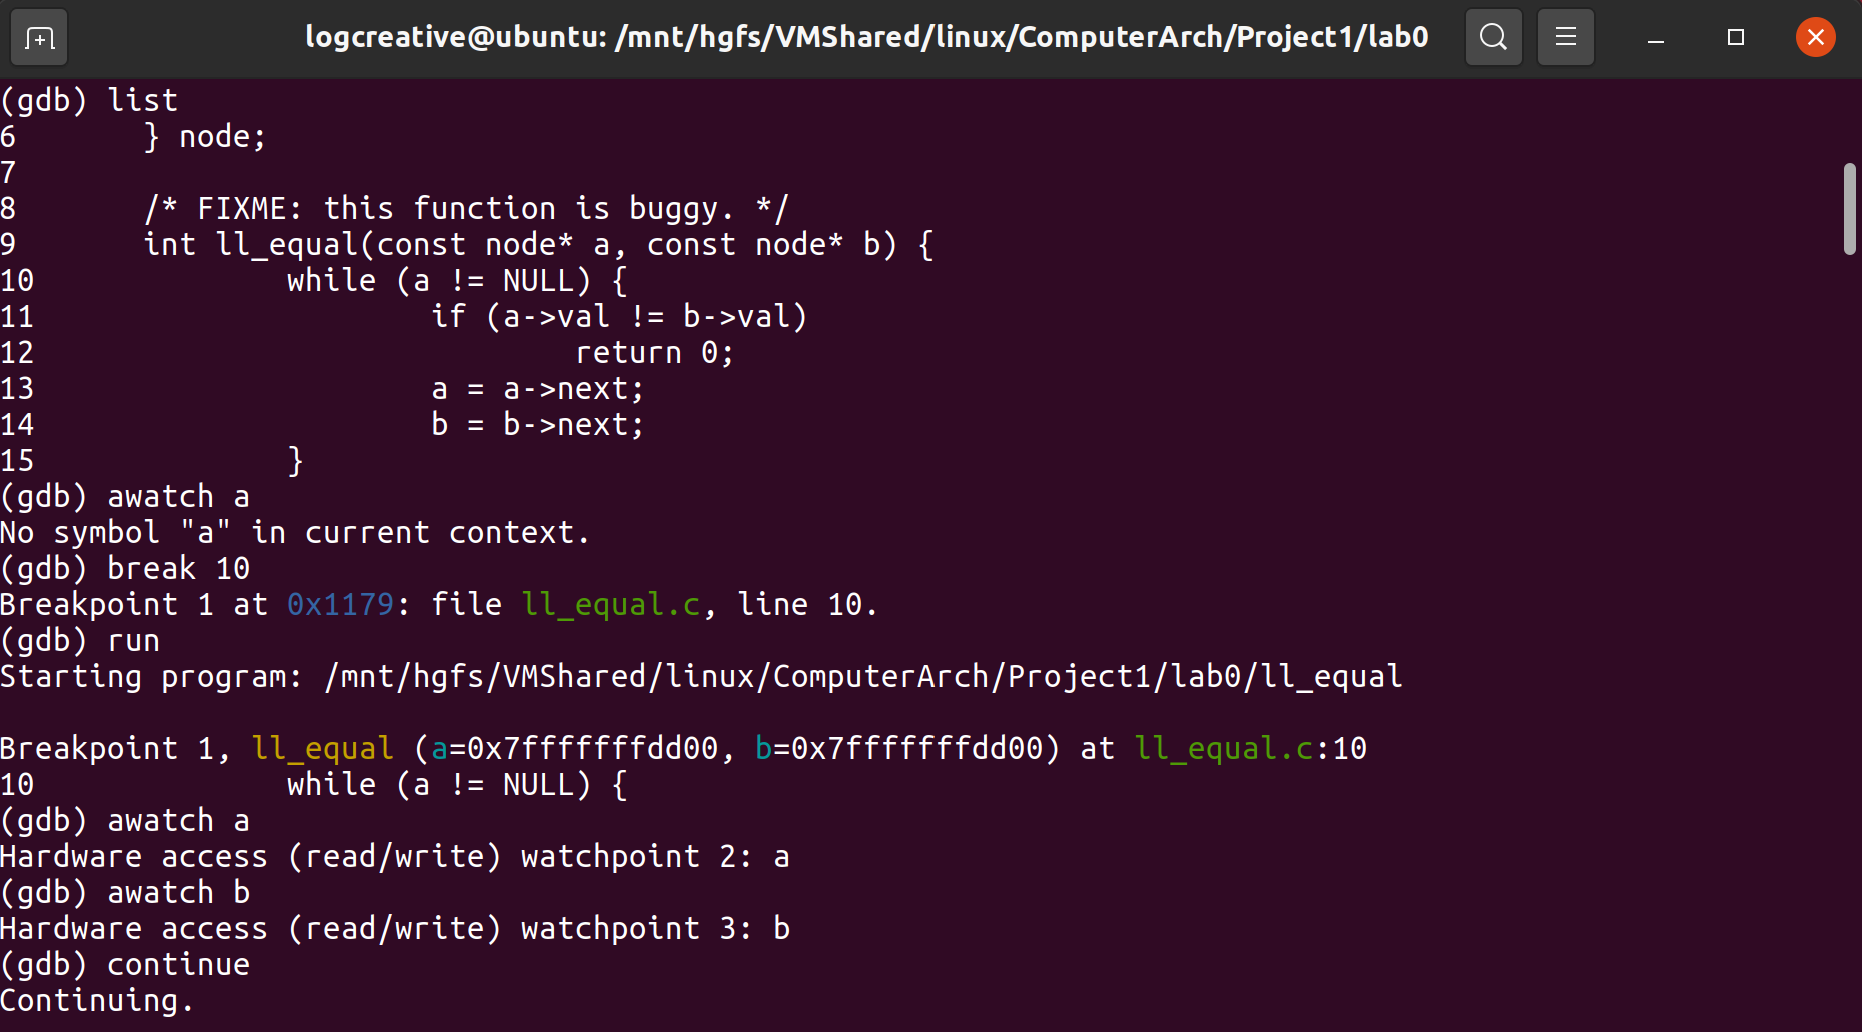 logcreative@ubuntu: /mnt/hgfs/VMShared/linux/ComputerArch/Project1/lab0
(gdb) list
6       } node;
7
8       /* FIXME: this function is buggy. */
9       int ll_equal(const node* a, const node* b) {
10              while (a != NULL) {
11                      if (a->val != b->val)
12                              return 0;
13                      a = a->next;
14                      b = b->next;
15              }
(gdb) awatch a
No symbol "a" in current context.
(gdb) break 10
Breakpoint 1 at 0x1179: file ll_equal.c, line 10.
(gdb) run
Starting program: /mnt/hgfs/VMShared/linux/ComputerArch/Project1/lab0/ll_equal

Breakpoint 1, ll_equal (a=0x7fffffffdd00, b=0x7fffffffdd00) at ll_equal.c:10
10              while (a != NULL) {
(gdb) awatch a
Hardware access (read/write) watchpoint 2: a
(gdb) awatch b
Hardware access (read/write) watchpoint 3: b
(gdb) continue
Continuing.